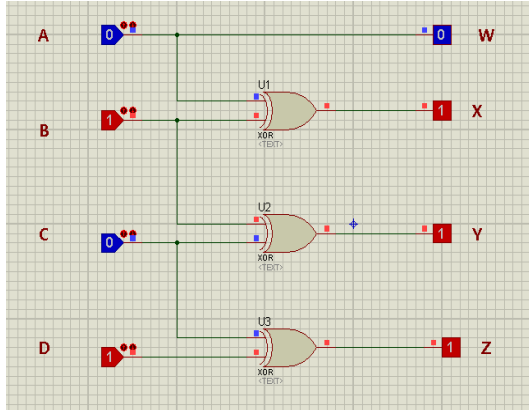 A 0 0 W
U1
B 1 1 X
XOR
<TEXT>
U2
C 0 1 Y
XOR
<TEXT>
U3
D 1 1 Z
XOR
<TEXT>